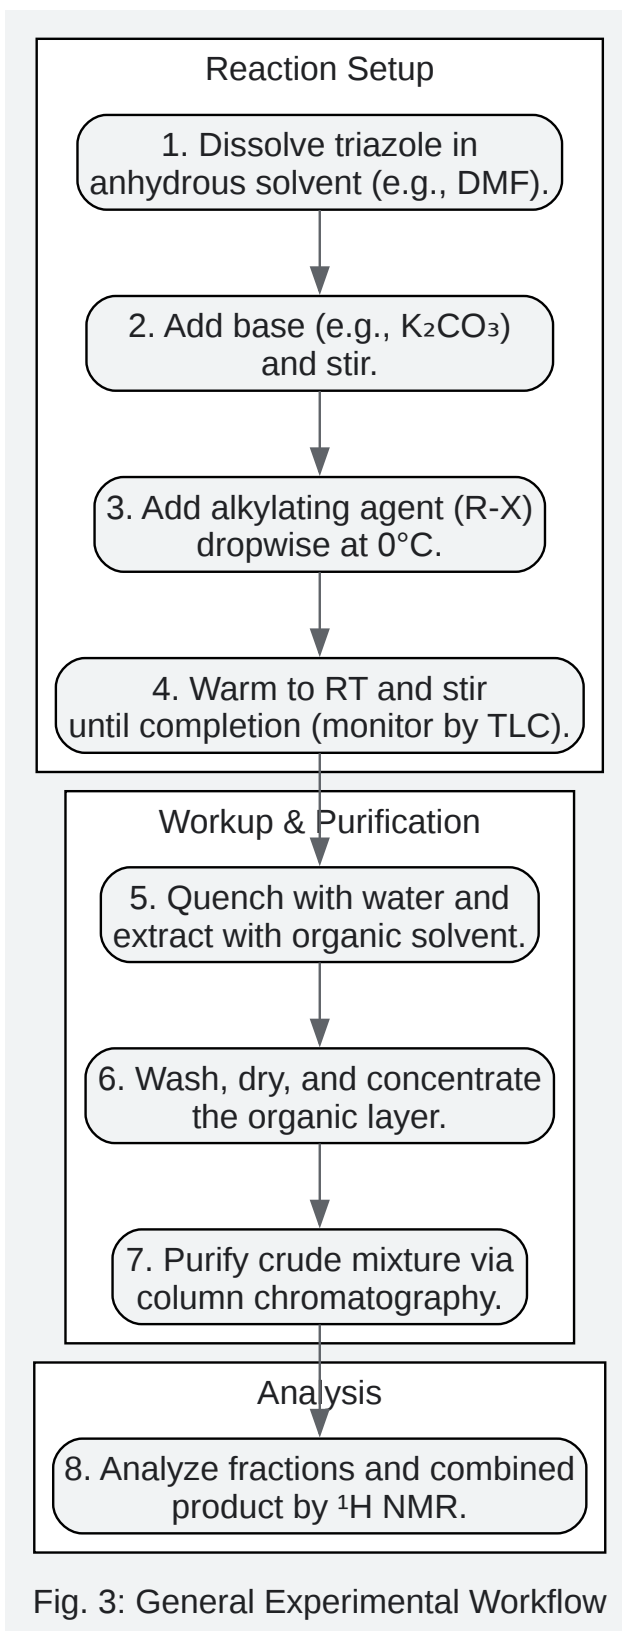 Reaction Setup
1. Dissolve triazole in
anhydrous solvent (e.g., DMF).
2. Add base (e.g., K₂CO₃)
and stir.
3. Add alkylating agent (R-X)
dropwise at 0°C.
4. Warm to RT and stir
until completion (monitor by TLC).
Workup & Purification
5. Quench with water and
extract with organic solvent.
6. Wash, dry, and concentrate
the organic layer.
7. Purify crude mixture via
column chromatography.
Analysis
8. Analyze fractions and combined
product by ¹H NMR.
Fig. 3: General Experimental Workflow